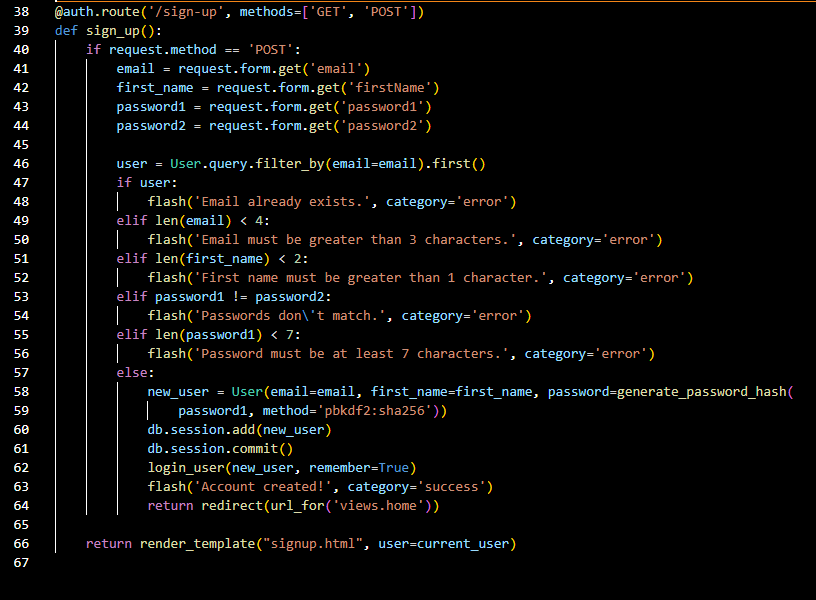 38 @auth.route('/sign-up', methods=['GET', 'POST'])
39 def sign_up():
40     if request.method == 'POST':
41         email = request.form.get('email')
42         first_name = request.form.get('firstName')
43         password1 = request.form.get('password1')
44         password2 = request.form.get('password2')
45
46         user = User.query.filter_by(email=email).first()
47         if user:
48             flash('Email already exists.', category='error')
49         elif len(email) < 4:
50             flash('Email must be greater than 3 characters.', category='error')
51         elif len(first_name) < 2:
52             flash('First name must be greater than 1 character.', category='error')
53         elif password1 != password2:
54             flash('Passwords don\'t match.', category='error')
55         elif len(password1) < 7:
56             flash('Password must be at least 7 characters.', category='error')
57         else:
58             new_user = User(email=email, first_name=first_name, password=generate_password_hash(
59                 password1, method='pbkdf2:sha256'))
60             db.session.add(new_user)
61             db.session.commit()
62             login_user(new_user, remember=True)
63             flash('Account created!', category='success')
64             return redirect(url_for('views.home'))
65
66     return render_template("signup.html", user=current_user)
67